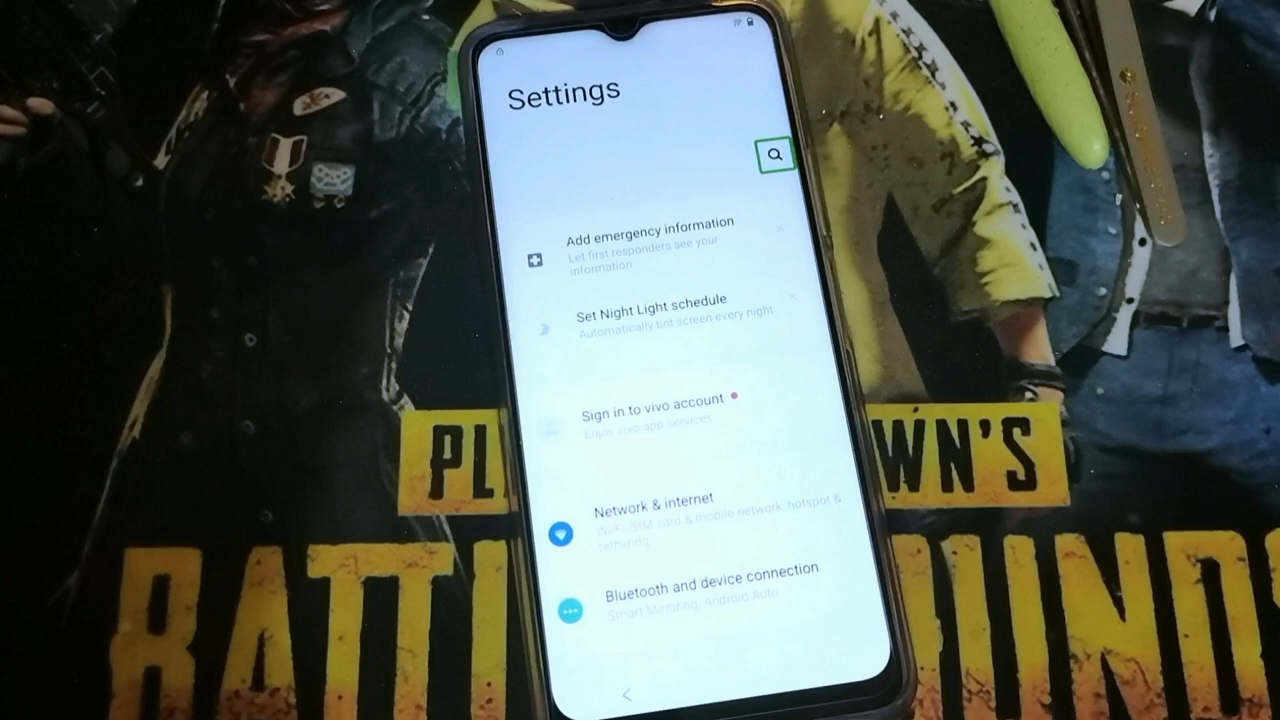 Settings
Add emergency information
Let first responders see your
information
Set Night Light schedule
Automatically tint screen every night
Sign in to vivo account
Enjoy vivo app services
Network & internet
Wi-Fi, SIM card & mobile network, hotspot &
tethering
Bluetooth and device connection
Smart Mirroring, Android Auto
PL
WN'S
BATTL
UNDS